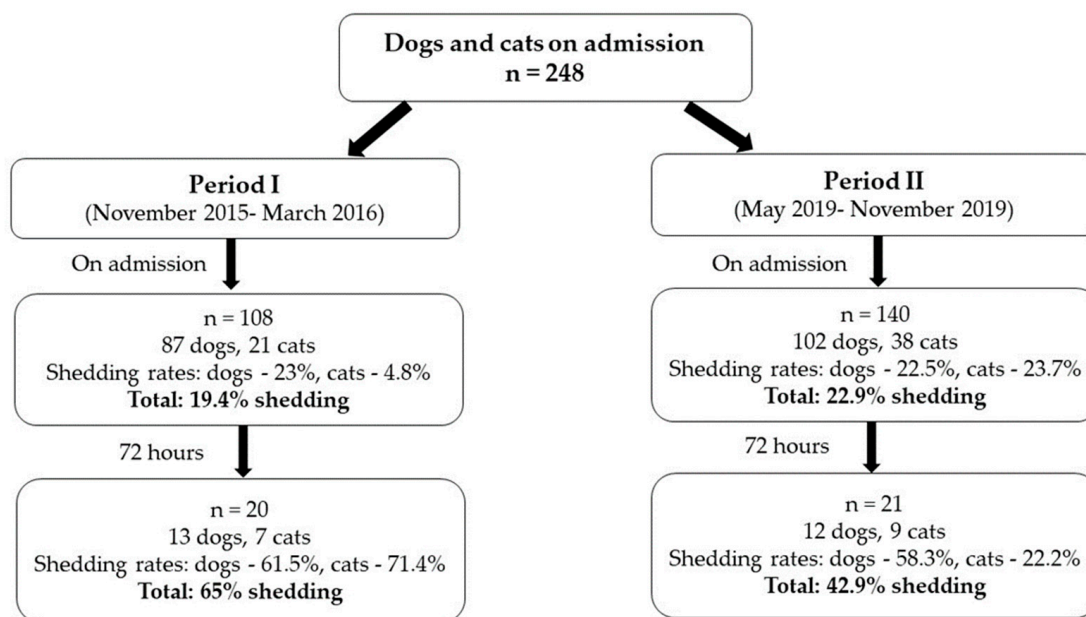 Dogs and cats on admission
n = 248
Period I
(November 2015- March 2016)
On admission
n = 108
87 dogs, 21 cats
Shedding rates: dogs - 23%, cats - 4.8%
Total: 19.4% shedding
72 hours
n = 20
13 dogs, 7 cats
Shedding rates: dogs - 61.5%, cats - 71.4%
Total: 65% shedding
Period II
(May 2019- November 2019)
On admission
n = 140
102 dogs, 38 cats
Shedding rates: dogs - 22.5%, cats - 23.7%
Total: 22.9% shedding
72 hours
n = 21
12 dogs, 9 cats
Shedding rates: dogs - 58.3%, cats - 22.2%
Total: 42.9% shedding